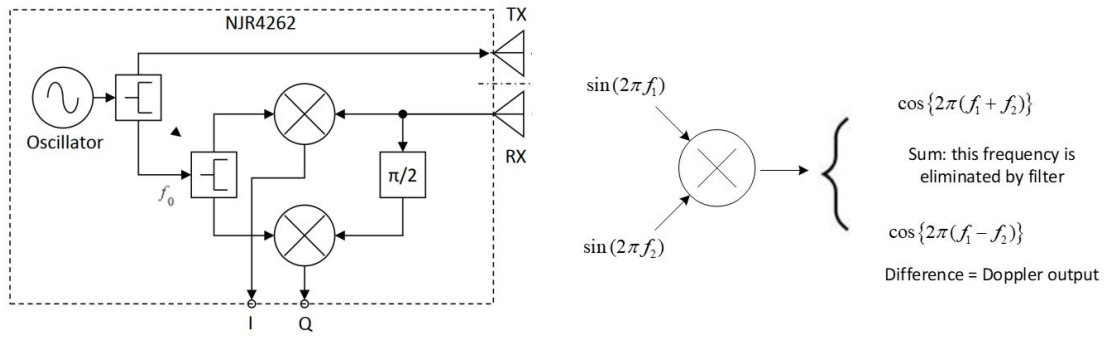 NJR4262
TX
Oscillator
RX
f₀
π/2
I
Q
sin(2πf₁)
sin(2πf₂)
cos{2π(f₁+f₂)}
Sum: this frequency is
eliminated by filter
cos{2π(f₁−f₂)}
Difference = Doppler output